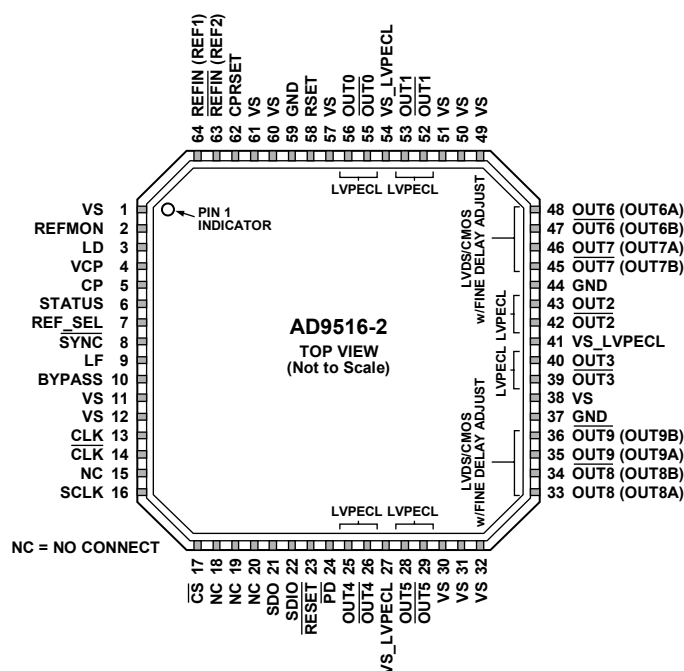 64 REFIN (REF1)
63 REFIN (REF2)
62 CPRSET
61 VS
60 VS
59 GND
58 RSET
57 VS
56 OUT0
55 OUT0
54 VS_LVPECL
53 OUT1
52 OUT1
51 VS
50 VS
49 VS
LVPECL LVPECL
VS 1
REFMON 2
LD 3
VCP 4
CP 5
STATUS 6
REF_SEL 7
SYNC 8
LF 9
BYPASS 10
VS 11
VS 12
CLK 13
CLK 14
NC 15
SCLK 16
PIN 1
INDICATOR
AD9516-2
TOP VIEW
(Not to Scale)
LVDS/CMOS
w/FINE DELAY ADJUST
LVPECL
LVPECL
LVDS/CMOS
w/FINE DELAY ADJUST
48 OUT6 (OUT6A)
47 OUT6 (OUT6B)
46 OUT7 (OUT7A)
45 OUT7 (OUT7B)
44 GND
43 OUT2
42 OUT2
41 VS_LVPECL
40 OUT3
39 OUT3
38 VS
37 GND
36 OUT9 (OUT9B)
35 OUT9 (OUT9A)
34 OUT8 (OUT8B)
33 OUT8 (OUT8A)
LVPECL LVPECL
NC = NO CONNECT
CS 17
NC 18
NC 19
NC 20
SDO 21
SDIO 22
RESET 23
PD 24
OUT4 25
OUT4 26
VS_LVPECL 27
OUT5 28
OUT5 29
VS 30
VS 31
VS 32